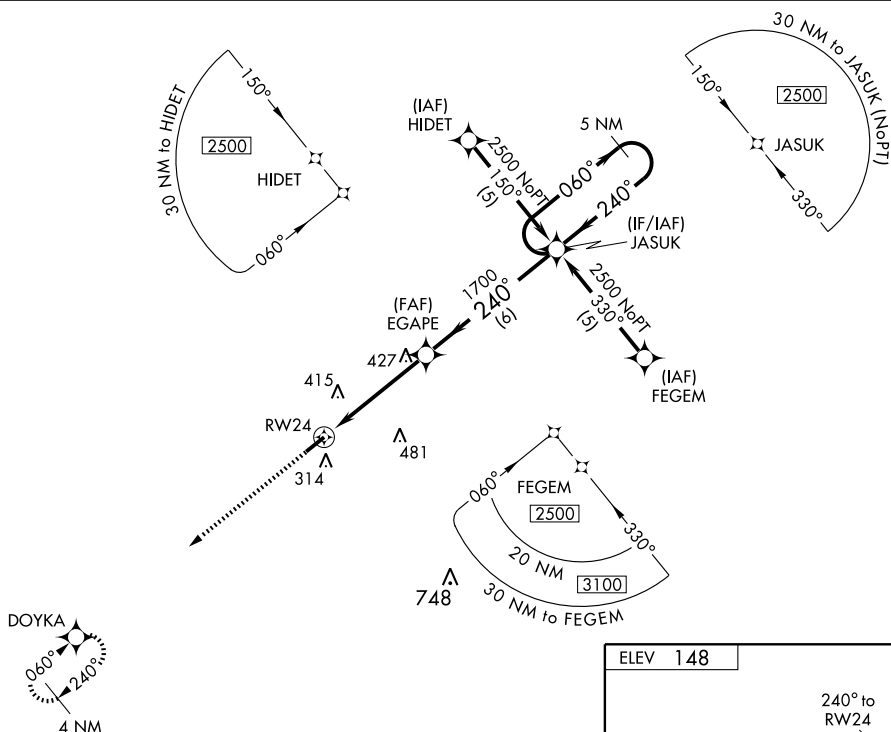 30 NM to HIDET
150°
2500
HIDET
060°
(IAF)
HIDET
2500 NoPT
150°
(5)
5 NM
060°
240°
(IF/IAF)
JASUK
30 NM to JASUK (NoPT)
150°
2500
JASUK
330°
1700
240°
(6)
(FAF)
EGAPE
2500 NoPT
330°
(5)
(IAF)
FEGEM
427
415
RW24
481
314
060°
FEGEM
2500
330°
20 NM
3100
30 NM to FEGEM
748
DOYKA
060°
240°
4 NM
ELEV 148
240° to
RW24